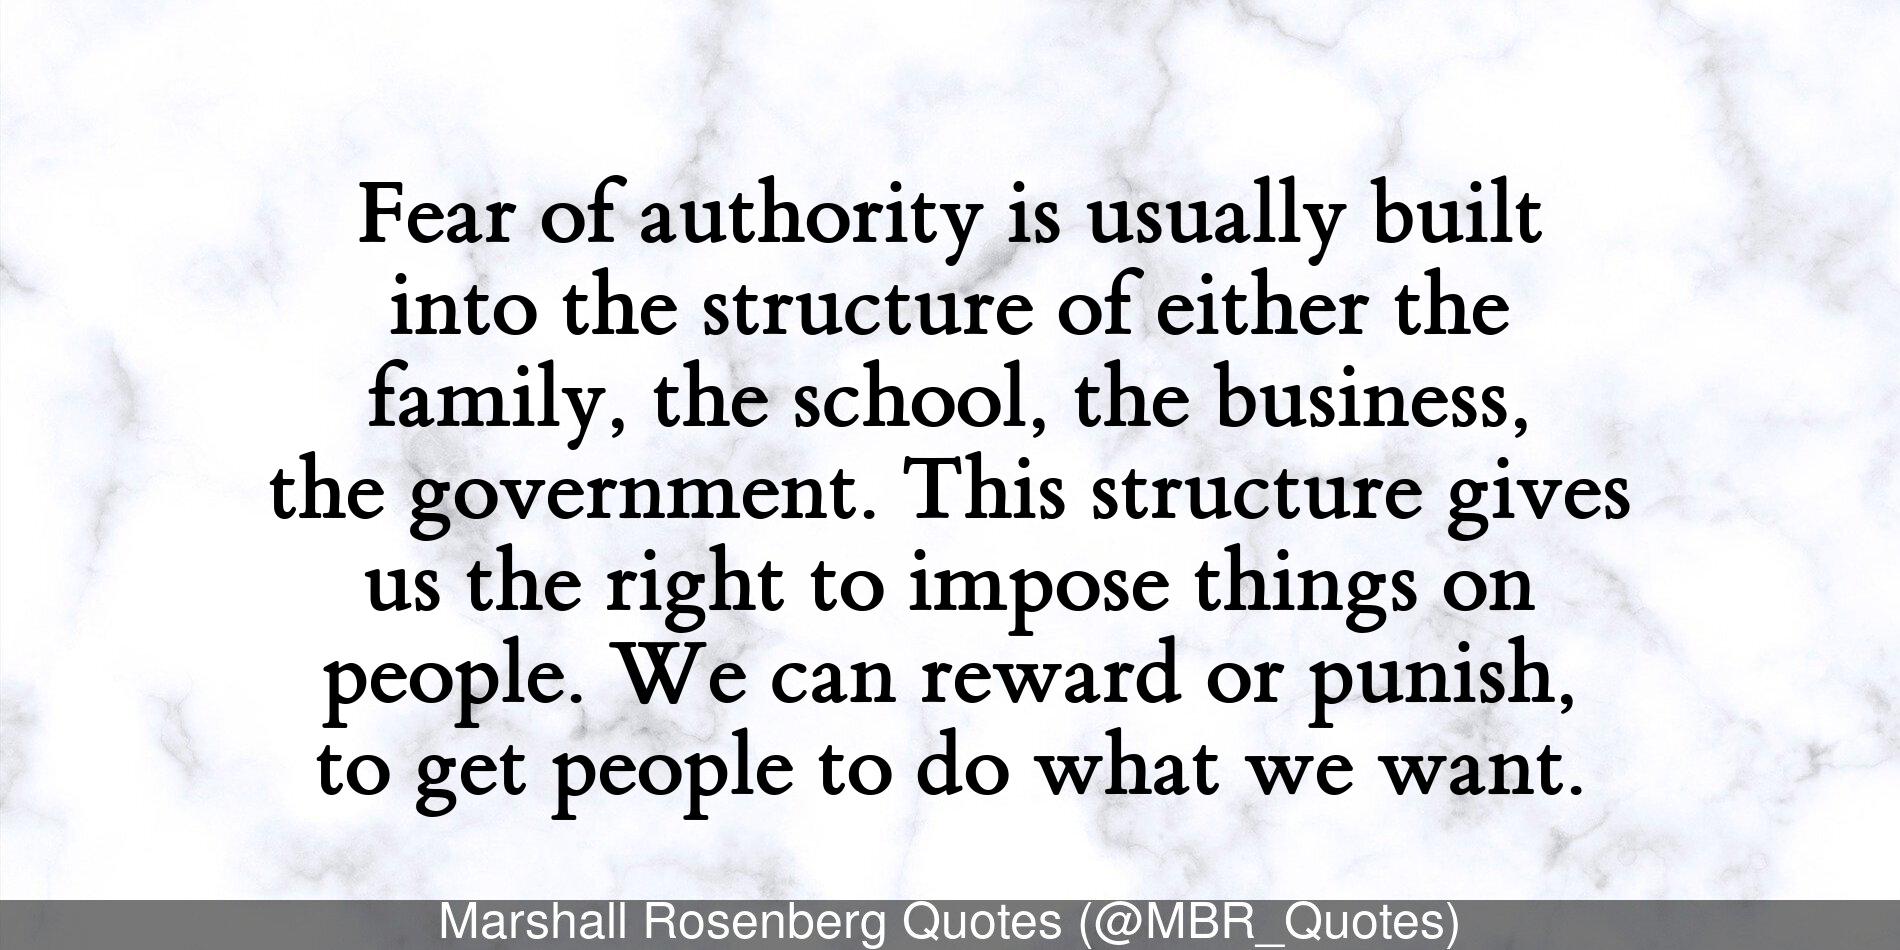 Fear of authority is usually built
into the structure of either the
family, the school, the business,
the government. This structure gives
us the right to impose things on
people. We can reward or punish,
to get people to do what we want.
Marshall Rosenberg Quotes (@MBR_Quotes)